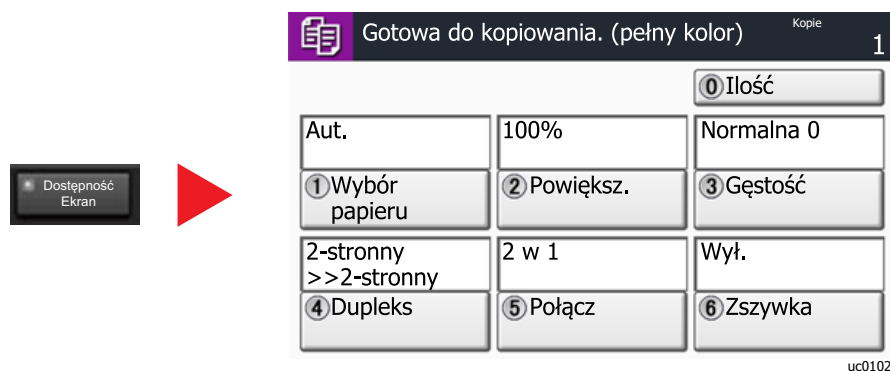 Gotowa do kopiowania. (pełny kolor) Kopie 1
0 Ilość
Aut. 100% Normalna 0
1 Wybór papieru 2 Powiększ. 3 Gęstość
Dostępność
Ekran
2-stronny
>>2-stronny 2 w 1 Wył.
4 Dupleks 5 Połącz 6 Zszywka
uc0102